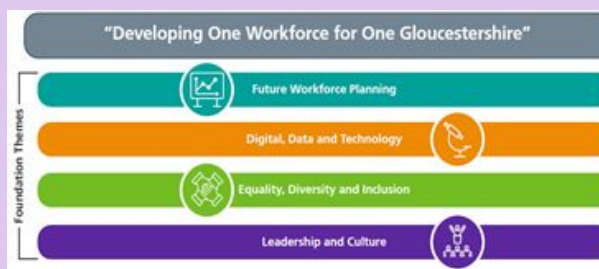 “Developing One Workforce for One Gloucestershire”
Foundation Themes
Future Workforce Planning
Digital, Data and Technology
Equality, Diversity and Inclusion
Leadership and Culture